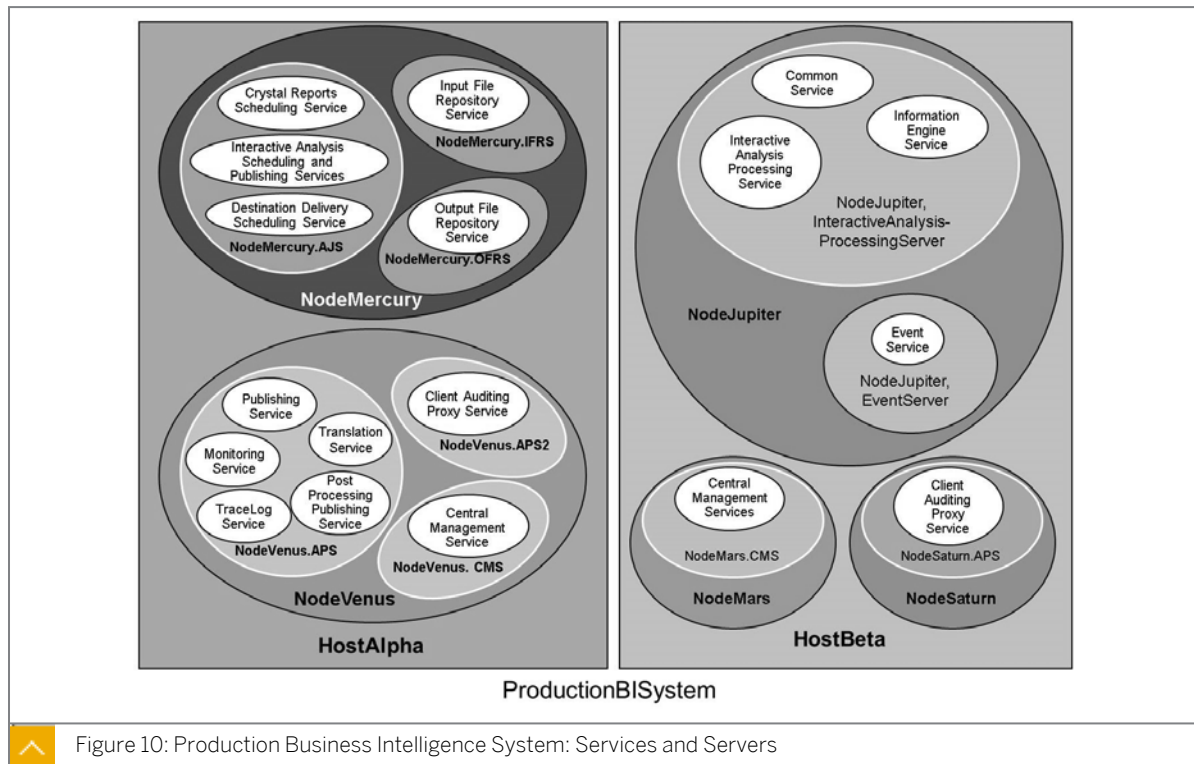 Crystal Reports
Scheduling Service
Interactive Analysis
Scheduling and
Publishing Services
Destination Delivery
Scheduling Service
NodeMercury.AJS
Input File
Repository
Service
NodeMercury.IFRS
Output File
Repository
Service
NodeMercury.OFRS
NodeMercury
Publishing
Service
Translation
Service
Monitoring
Service
Post
Processing
Publishing
Service
TraceLog
Service
NodeVenus.APS
Client Auditing
Proxy Service
NodeVenus.APS2
Central
Management
Service
NodeVenus. CMS
NodeVenus
HostAlpha
Common
Service
Information
Engine
Service
Interactive
Analysis
Processing
Service
NodeJupiter,
InteractiveAnalysis-
ProcessingServer
NodeJupiter
Event
Service
NodeJupiter,
EventServer
Central
Management
Services
NodeMars.CMS
NodeMars
Client
Auditing
Proxy
Service
NodeSaturn.APS
NodeSaturn
HostBeta
ProductionBISystem
Figure 10: Production Business Intelligence System: Services and Servers